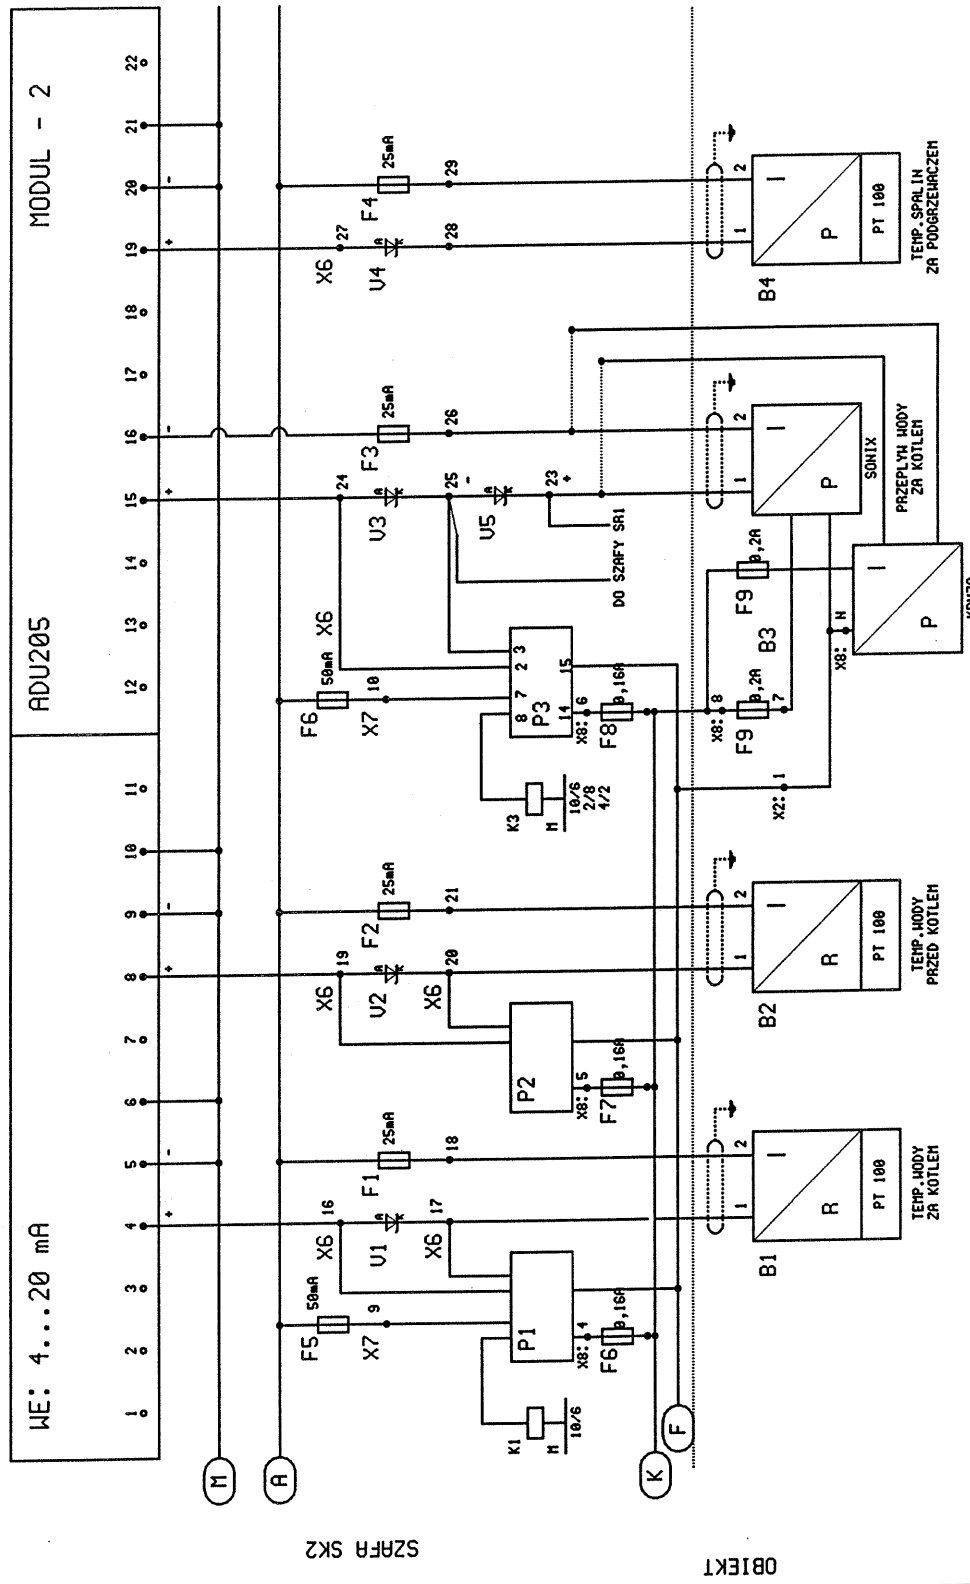 WE: 4...20 mA
ADU205
MODUL - 2
1 2 3 4 5 6 7 8 9 10 11 12 13 14 15 16 17 18 19 20 21 22
+ - + - + - + -
M
A
SZAFA SK2
F5 50mA
X7 9
X6 16
V1 A K
X6 17
F1 25mA
18
K1
M
10/6
P1
X8: 4
F6 0,16A
X6 19
V2 A K
X6 20
F2 25mA
21
P2
X8: 5
F7 0,16A
F6 50mA
X7 10
X6 24
V3 A K
25
-
V5 A K
23
+
F3 25mA
26
DO SZAFY SR1
K3
M
10/6
2/8
4/2
8 7 2 3
P3
14 15
X8: 6
F8 0,16A
X6 27
V4 A K
28
F4 25mA
29
K
F
OBIEKT
X2: 1
X8: 8
F9 0,2A
7
B3
F9 0,2A
X8: N
B1
1 2
R I
PT 100
TEMP.WODY
ZA KOTLEM
B2
1 2
R I
PT 100
TEMP.WODY
PRZED KOTLEM
1 2
P I
SONIX
PRZEPLYW WODY
ZA KOTLEM
P I
B4
1 2
P I
PT 100
TEMP.SPALIN
ZA PODGRZEWACZEM